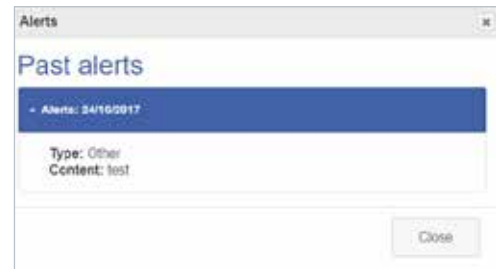 Alerts
Past alerts
Alerts: 24/10/2017
Type: Other
Content: test
Close